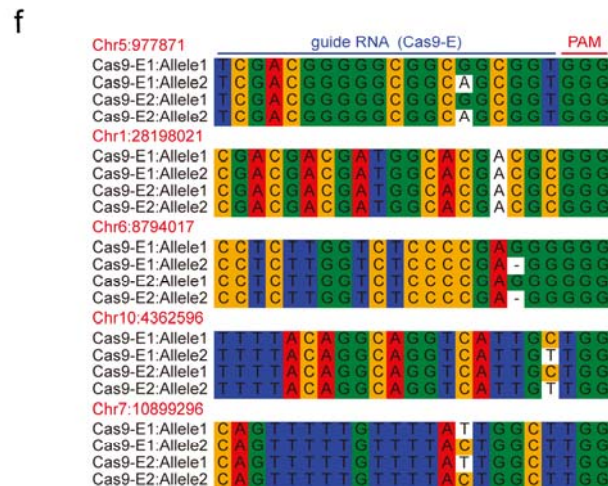 f
Chr5:977871 guide RNA (Cas9-E) PAM
Cas9-E1:Allele1 TCGACGGGGGCGGCGGCGGTGGG
Cas9-E1:Allele2 TCGACGGGGGCGGCAGCGGTGGG
Cas9-E2:Allele1 TCGACGGGGGCGGCGGCGGTGGG
Cas9-E2:Allele2 TCGACGGGGGCGGCAGCGGTGGG
Chr1:28198021
Cas9-E1:Allele1 CGACGACGATGGCACGACGCGGG
Cas9-E1:Allele2 CGACGACGATGGCACGACGCGGG
Cas9-E2:Allele1 CGACGACGATGGCACGACGCGGG
Cas9-E2:Allele2 CGACGACGATGGCACGACGCGGG
Chr6:8794017
Cas9-E1:Allele1 CCTCTTGGTCTCCCCGAGGGGGG
Cas9-E1:Allele2 CCTCTTGGTCTCCCCGA-GGGGG
Cas9-E2:Allele1 CCTCTTGGTCTCCCCGAGGGGGG
Cas9-E2:Allele2 CCTCTTGGTCTCCCCGA-GGGGG
Chr10:4362596
Cas9-E1:Allele1 TTTTACAGGCAGGTCATTGCTGG
Cas9-E1:Allele2 TTTTACAGGCAGGTCATTGTTGG
Cas9-E2:Allele1 TTTTACAGGCAGGTCATTGCTGG
Cas9-E2:Allele2 TTTTACAGGCAGGTCATTGTTGG
Chr7:10899296
Cas9-E1:Allele1 CAGTTTTTGTTTTATTGGCTTGG
Cas9-E1:Allele2 CAGTTTTTGTTTTACTGGCTTGG
Cas9-E2:Allele1 CAGTTTTTGTTTTATTGGCTTGG
Cas9-E2:Allele2 CAGTTTTTGTTTTACTGGCTTGG